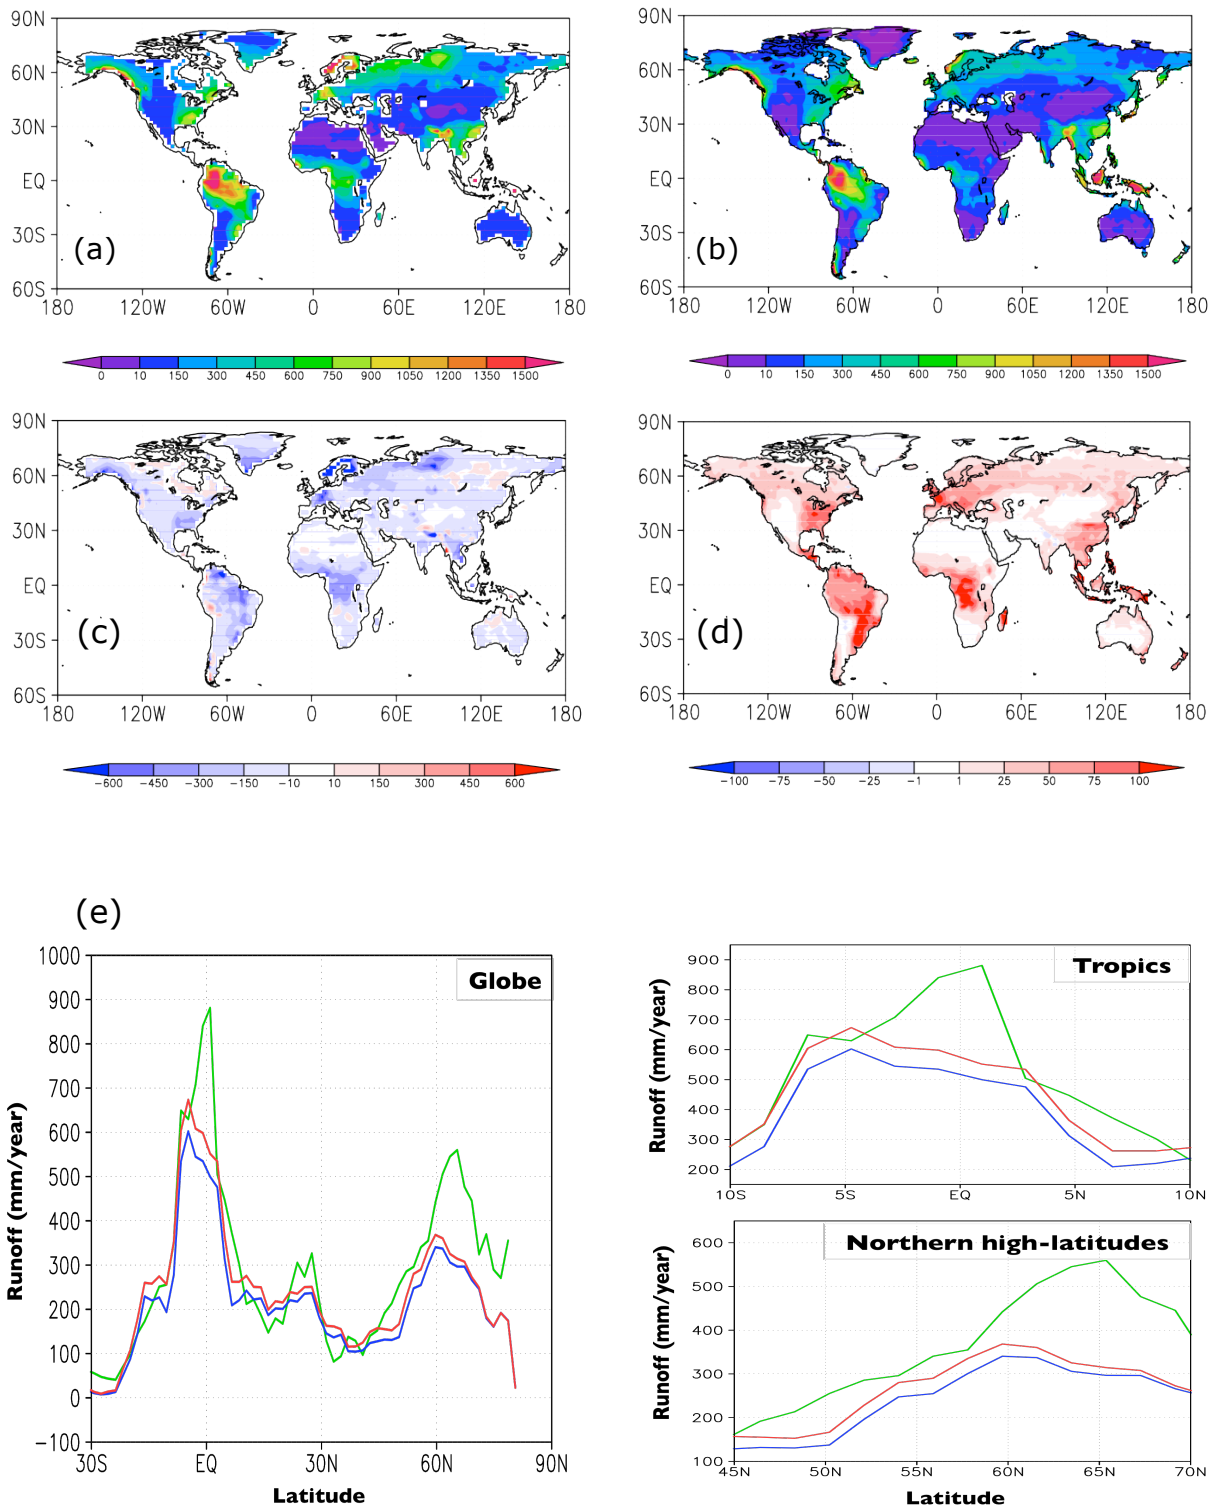 90N
60N
30N
EQ
30S
60S
(a)
180 120W 60W 0 60E 120E 180
0 10 150 300 450 600 750 900 1050 1200 1350 1500
90N
60N
30N
EQ
30S
60S
(b)
180 120W 60W 0 60E 120E 180
0 10 150 300 450 600 750 900 1050 1200 1350 1500
90N
60N
30N
EQ
30S
60S
(c)
180 120W 60W 0 60E 120E 180
−600 −450 −300 −150 −10 10 150 300 450 600
90N
60N
30N
EQ
30S
60S
(d)
180 120W 60W 0 60E 120E 180
−100 −75 −50 −25 −1 1 25 50 75 100
(e)
Globe
Runoff (mm/year)
1000
900
800
700
600
500
400
300
200
100
0
−100
30S EQ 30N 60N 90N
Latitude
Tropics
Runoff (mm/year)
900
800
700
600
500
400
300
200
10S 5S EQ 5N 10N
Northern high-latitudes
Runoff (mm/year)
600
500
400
300
200
100
45N 50N 55N 60N 65N 70N
Latitude